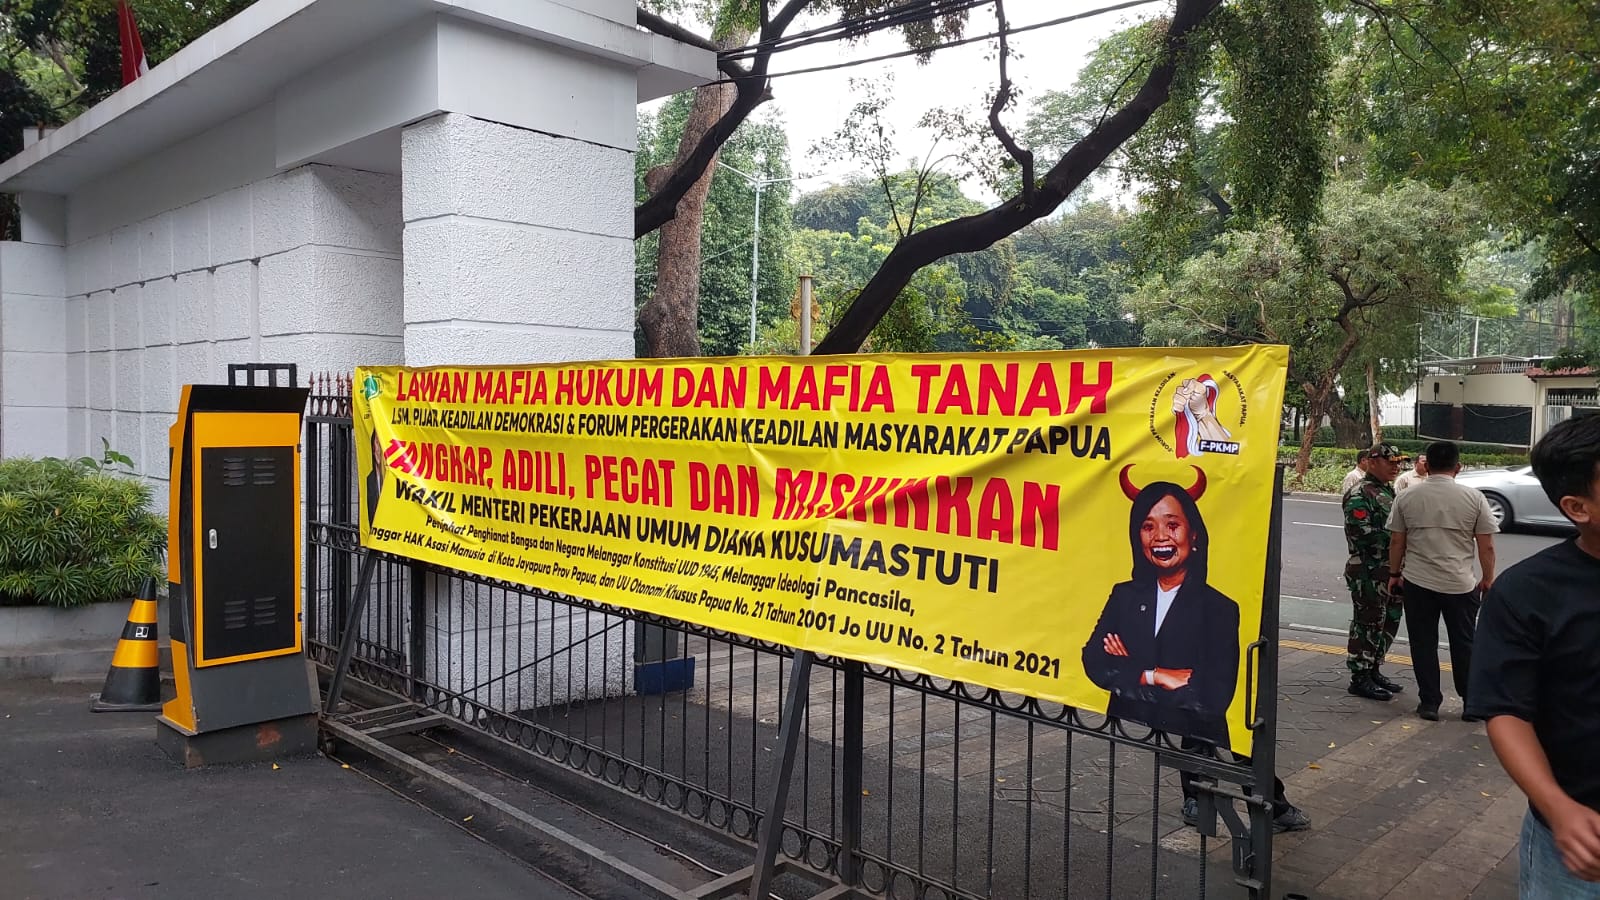 LAWAN MAFIA HUKUM DAN MAFIA TANAH
LSM. PIJAR KEADILAN DEMOKRASI & FORUM PERGERAKAN KEADILAN MASYARAKAT PAPUA
TANGKAP, ADILI, PECAT DAN MISKINKAN
WAKIL MENTERI PEKERJAAN UMUM DIANA KUSUMASTUTI
Penghianat Bangsa dan Negara Melanggar Konstitusi UUD 1945, Melanggar Ideologi Pancasila,
nggar HAK Asasi Manusia di Kota Jayapura Prov Papua, dan UU Otonomi Khusus Papua No. 21 Tahun 2001 Jo UU No. 2 Tahun 2021
MASYARAKAT PAPUA
F-PKMP